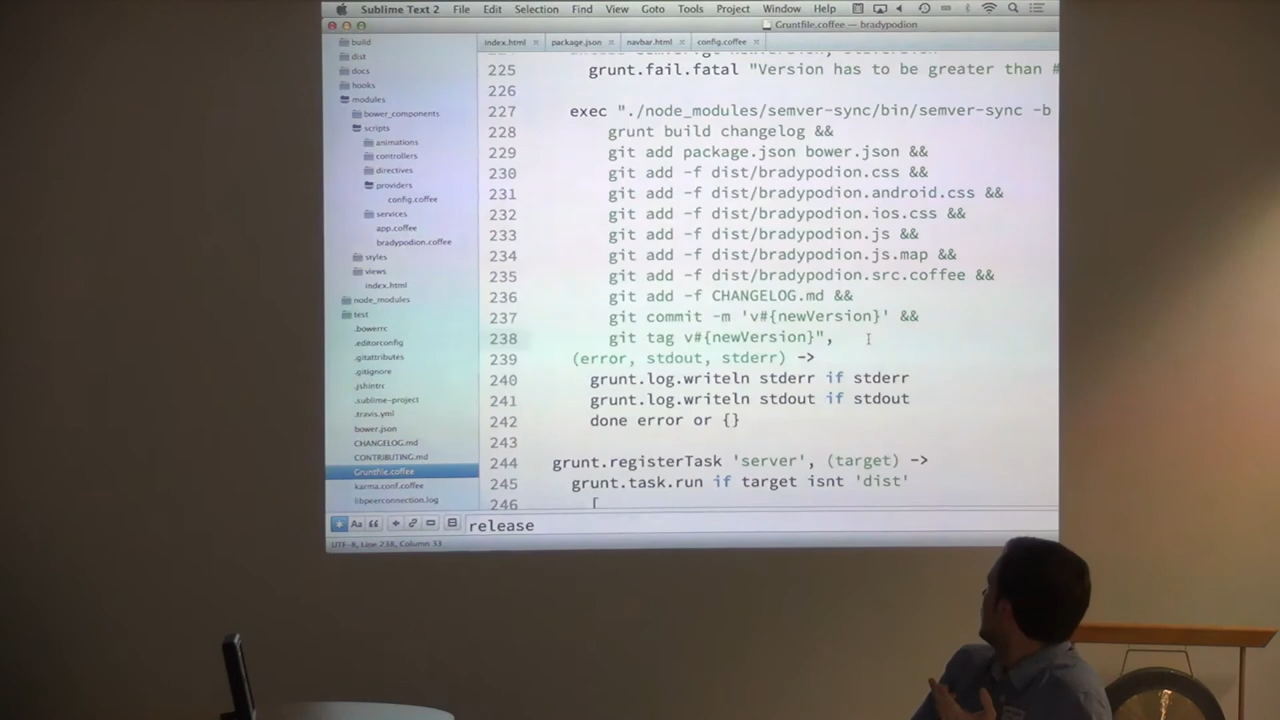 Sublime Text 2 File Edit Selection Find View Goto Tools Project Window Help
Gruntfile.coffee — bradypodion
index.html package.json navbar.html config.coffee
build
dist
docs
hooks
modules
bower_components
scripts
animations
controllers
directives
providers
config.coffee
services
app.coffee
bradypodion.coffee
styles
views
index.html
node_modules
test
.bowerrc
.editorconfig
.gitattributes
.gitignore
.jshintrc
.sublime-project
.travis.yml
bower.json
CHANGELOG.md
CONTRIBUTING.md
Gruntfile.coffee
karma.conf.coffee
libpeerconnection.log
225 grunt.fail.fatal "Version has to be greater than #
226
227 exec "./node_modules/semver-sync/bin/semver-sync -b
228 grunt build changelog &&
229 git add package.json bower.json &&
230 git add -f dist/bradypodion.css &&
231 git add -f dist/bradypodion.android.css &&
232 git add -f dist/bradypodion.ios.css &&
233 git add -f dist/bradypodion.js &&
234 git add -f dist/bradypodion.js.map &&
235 git add -f dist/bradypodion.src.coffee &&
236 git add -f CHANGELOG.md &&
237 git commit -m 'v#{newVersion}' &&
238 git tag v#{newVersion}",
239 (error, stdout, stderr) ->
240 grunt.log.writeln stderr if stderr
241 grunt.log.writeln stdout if stdout
242 done error or {}
243
244 grunt.registerTask 'server', (target) ->
245 grunt.task.run if target isnt 'dist'
246 [
release
UTF-8, Line 238, Column 33